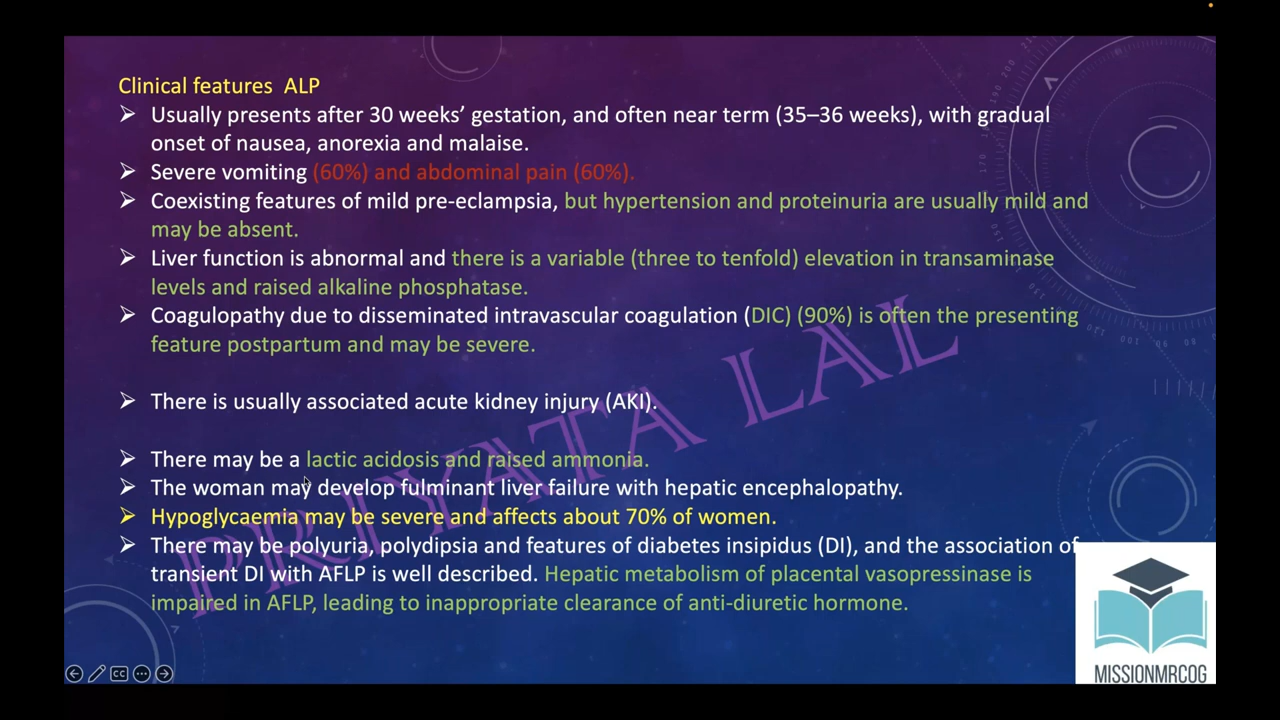 Clinical features ALP
➢ Usually presents after 30 weeks’ gestation, and often near term (35–36 weeks), with gradual
onset of nausea, anorexia and malaise.
➢ Severe vomiting (60%) and abdominal pain (60%).
➢ Coexisting features of mild pre-eclampsia, but hypertension and proteinuria are usually mild and
may be absent.
➢ Liver function is abnormal and there is a variable (three to tenfold) elevation in transaminase
levels and raised alkaline phosphatase.
➢ Coagulopathy due to disseminated intravascular coagulation (DIC) (90%) is often the presenting
feature postpartum and may be severe.
➢ There is usually associated acute kidney injury (AKI).
➢ There may be a lactic acidosis and raised ammonia.
➢ The woman may develop fulminant liver failure with hepatic encephalopathy.
➢ Hypoglycaemia may be severe and affects about 70% of women.
➢ There may be polyuria, polydipsia and features of diabetes insipidus (DI), and the association of
transient DI with AFLP is well described. Hepatic metabolism of placental vasopressinase is
impaired in AFLP, leading to inappropriate clearance of anti-diuretic hormone.
PRIYATA LAL
MISSIONMRCOG
CC